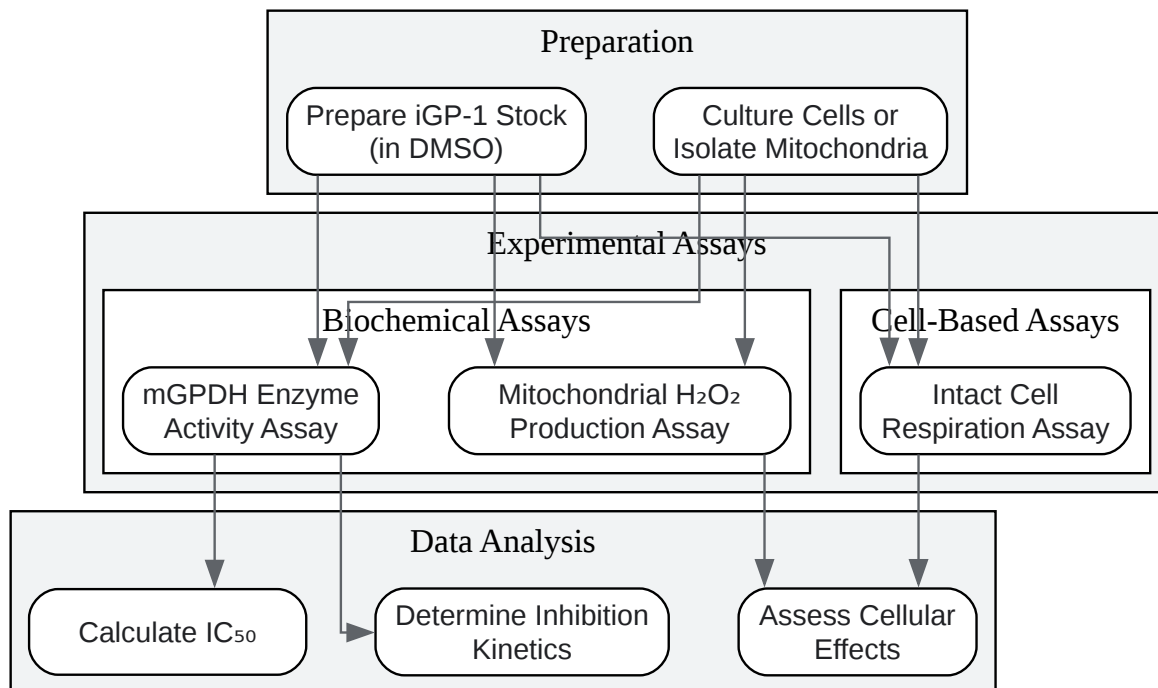 Preparation
Prepare iGP-1 Stock
(in DMSO)
Culture Cells or
Isolate Mitochondria
Experimental Assays
Biochemical Assays
Cell-Based Assays
mGPDH Enzyme
Activity Assay
Mitochondrial H₂O₂
Production Assay
Intact Cell
Respiration Assay
Data Analysis
Calculate IC₅₀
Determine Inhibition
Kinetics
Assess Cellular
Effects